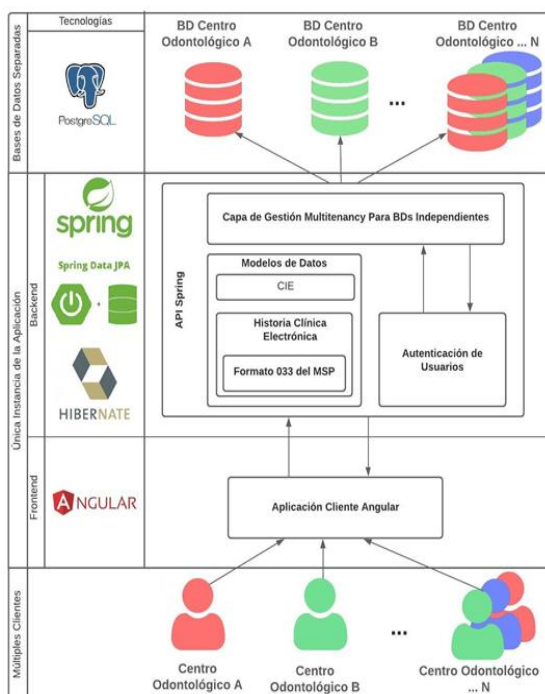 Tecnologías
Bases de Datos Separadas
PostgreSQL
BD Centro
Odontológico A
BD Centro
Odontológico B
...
BD Centro
Odontológico ... N
Única Instancia de la Aplicación
Backend
spring
Spring Data JPA
+
HIBERNATE
API Spring
Capa de Gestión Multitenancy Para BDs Independientes
Modelos de Datos
CIE
Historia Clínica
Electrónica
Formato 033 del MSP
Autenticación de
Usuarios
Frontend
ANGULAR
Aplicación Cliente Angular
Múltiples Clientes
Centro
Odontológico A
Centro
Odontológico B
...
Centro Odontológico
... N